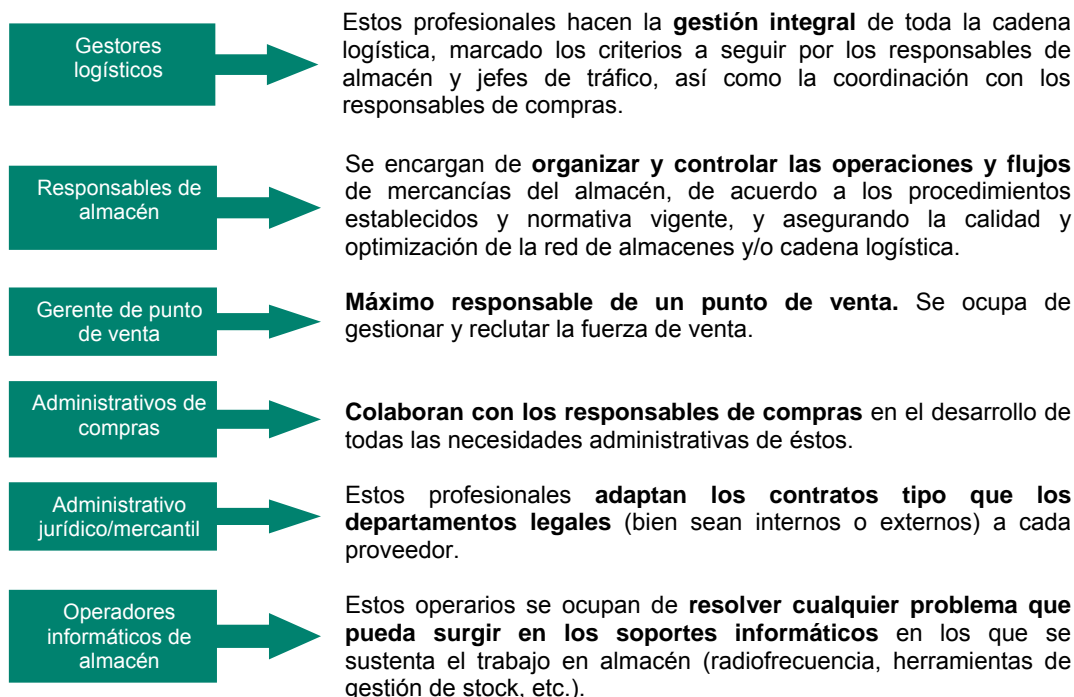 Gestores
logísticos
Estos profesionales hacen la gestión integral de toda la cadena
logística, marcado los criterios a seguir por los responsables de
almacén y jefes de tráfico, así como la coordinación con los
responsables de compras.
Responsables de
almacén
Se encargan de organizar y controlar las operaciones y flujos
de mercancías del almacén, de acuerdo a los procedimientos
establecidos y normativa vigente, y asegurando la calidad y
optimización de la red de almacenes y/o cadena logística.
Gerente de punto
de venta
Máximo responsable de un punto de venta. Se ocupa de
gestionar y reclutar la fuerza de venta.
Administrativos de
compras
Colaboran con los responsables de compras en el desarrollo de
todas las necesidades administrativas de éstos.
Administrativo
jurídico/mercantil
Estos profesionales adaptan los contratos tipo que los
departamentos legales (bien sean internos o externos) a cada
proveedor.
Operadores
informáticos de
almacén
Estos operarios se ocupan de resolver cualquier problema que
pueda surgir en los soportes informáticos en los que se
sustenta el trabajo en almacén (radiofrecuencia, herramientas de
gestión de stock, etc.).